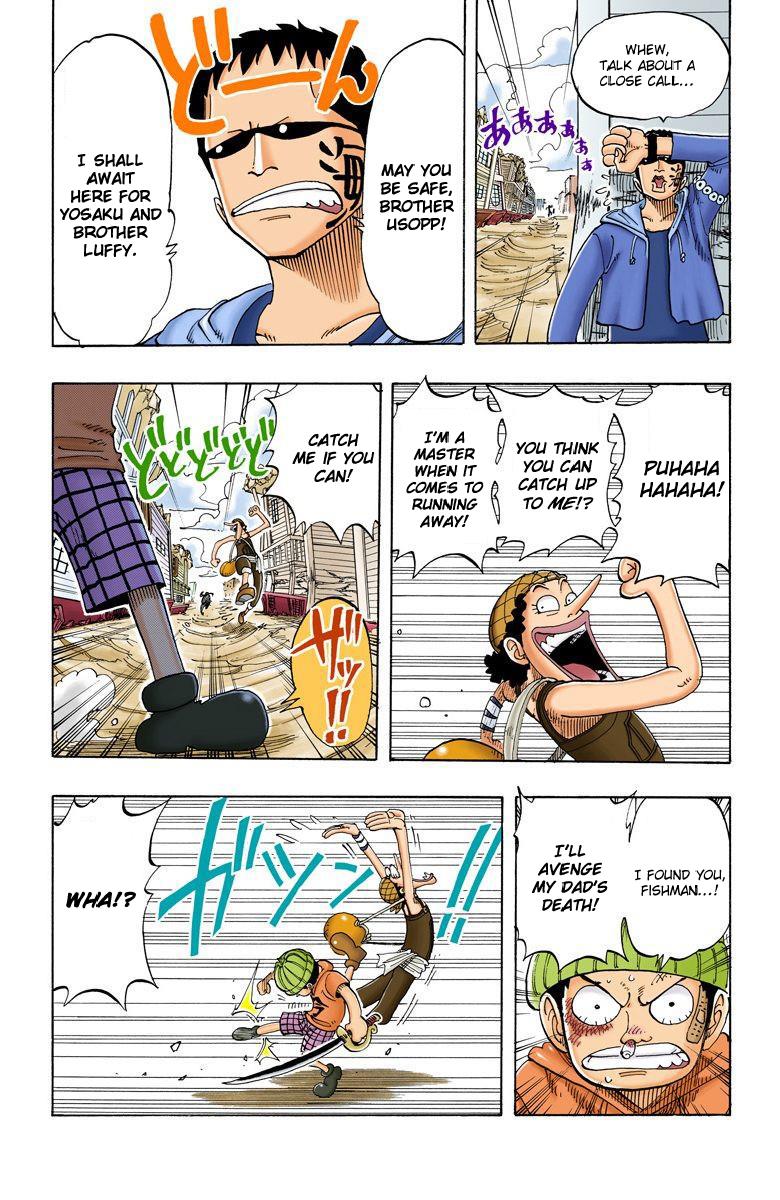 WHEW,
TALK ABOUT A
CLOSE CALL...
あぁぁぁぁ
海
MAY YOU
BE SAFE,
BROTHER
USOPP!
どーん
I SHALL
AWAIT
HERE FOR
YOSAKU AND
BROTHER
LUFFY.
PUHAHA
HAHAHA!
YOU THINK
YOU CAN
CATCH UP
TO ME!?
I'M A
MASTER
WHEN IT
COMES TO
RUNNING
AWAY!
CATCH
ME IF YOU
CAN!
どどどどど
ザッ!!
I FOUND YOU,
FISHMAN...!
I'LL
AVENGE
MY DAD'S
DEATH!
ガツン!!
WHA!?